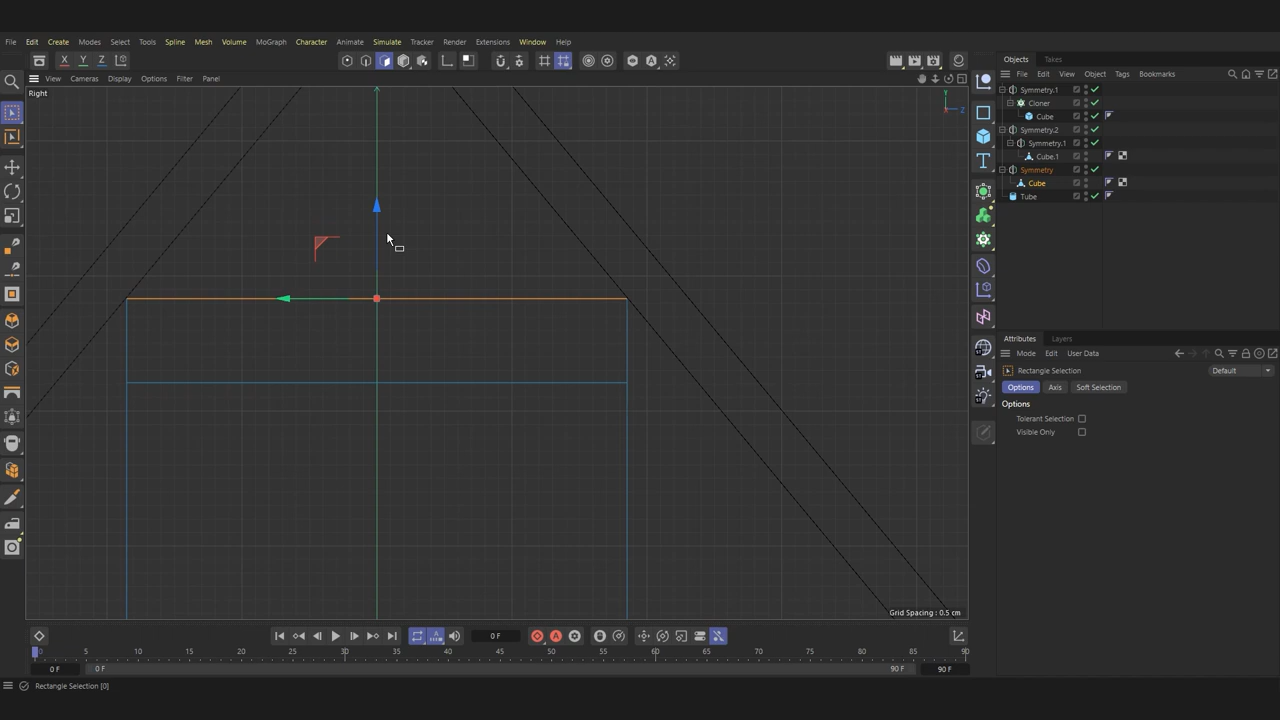 File Edit Create Modes Select Tools Spline Mesh Volume MoGraph Character Animate Simulate Tracker Render Extensions Window Help
X Y Z
Objects Takes
View Cameras Display Options Filter Panel
File Edit View Object Tags Bookmarks
Right
Y
Z
Symmetry.1
Cloner
Cube
Symmetry.2
Symmetry.1
Cube.1
Symmetry
Cube
Tube
Attributes Layers
Mode Edit User Data
Rectangle Selection Default
Options Axis Soft Selection
Options
Tolerant Selection
Visible Only
Grid Spacing : 0.5 cm
0 F
0 5 10 15 20 25 30 35 40 45 50 55 60 65 70 75 80 85 90
0 F 0 F 90 F 90 F
Rectangle Selection [0]